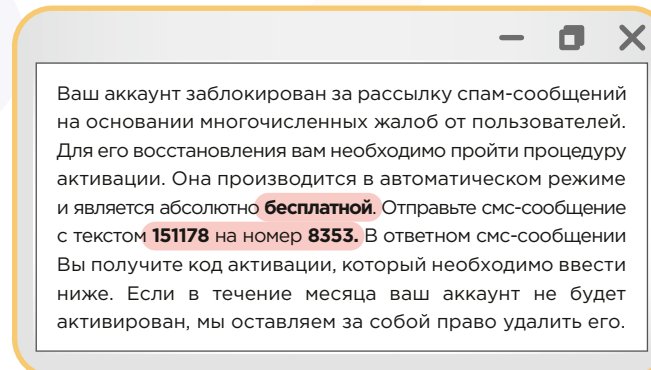 Ваш аккаунт заблокирован за рассылку спам-сообщений
на основании многочисленных жалоб от пользователей.
Для его восстановления вам необходимо пройти процедуру
активации. Она производится в автоматическом режиме
и является абсолютно бесплатной. Отправьте смс-сообщение
с текстом 151178 на номер 8353. В ответном смс-сообщении
Вы получите код активации, который необходимо ввести
ниже. Если в течение месяца ваш аккаунт не будет
активирован, мы оставляем за собой право удалить его.